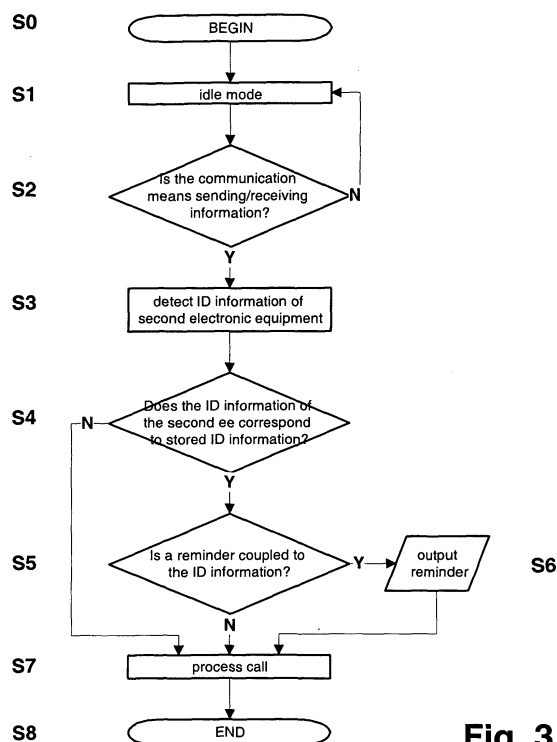 S0
BEGIN
S1
idle mode
S2
Is the communication
means sending/receiving
information?
N
Y
S3
detect ID information of
second electronic equipment
S4
N
Does the ID information of
the second ee correspond
to stored ID information?
Y
S5
Is a reminder coupled to
the ID information?
Y
output
reminder
S6
N
S7
process call
S8
END
Fig. 3